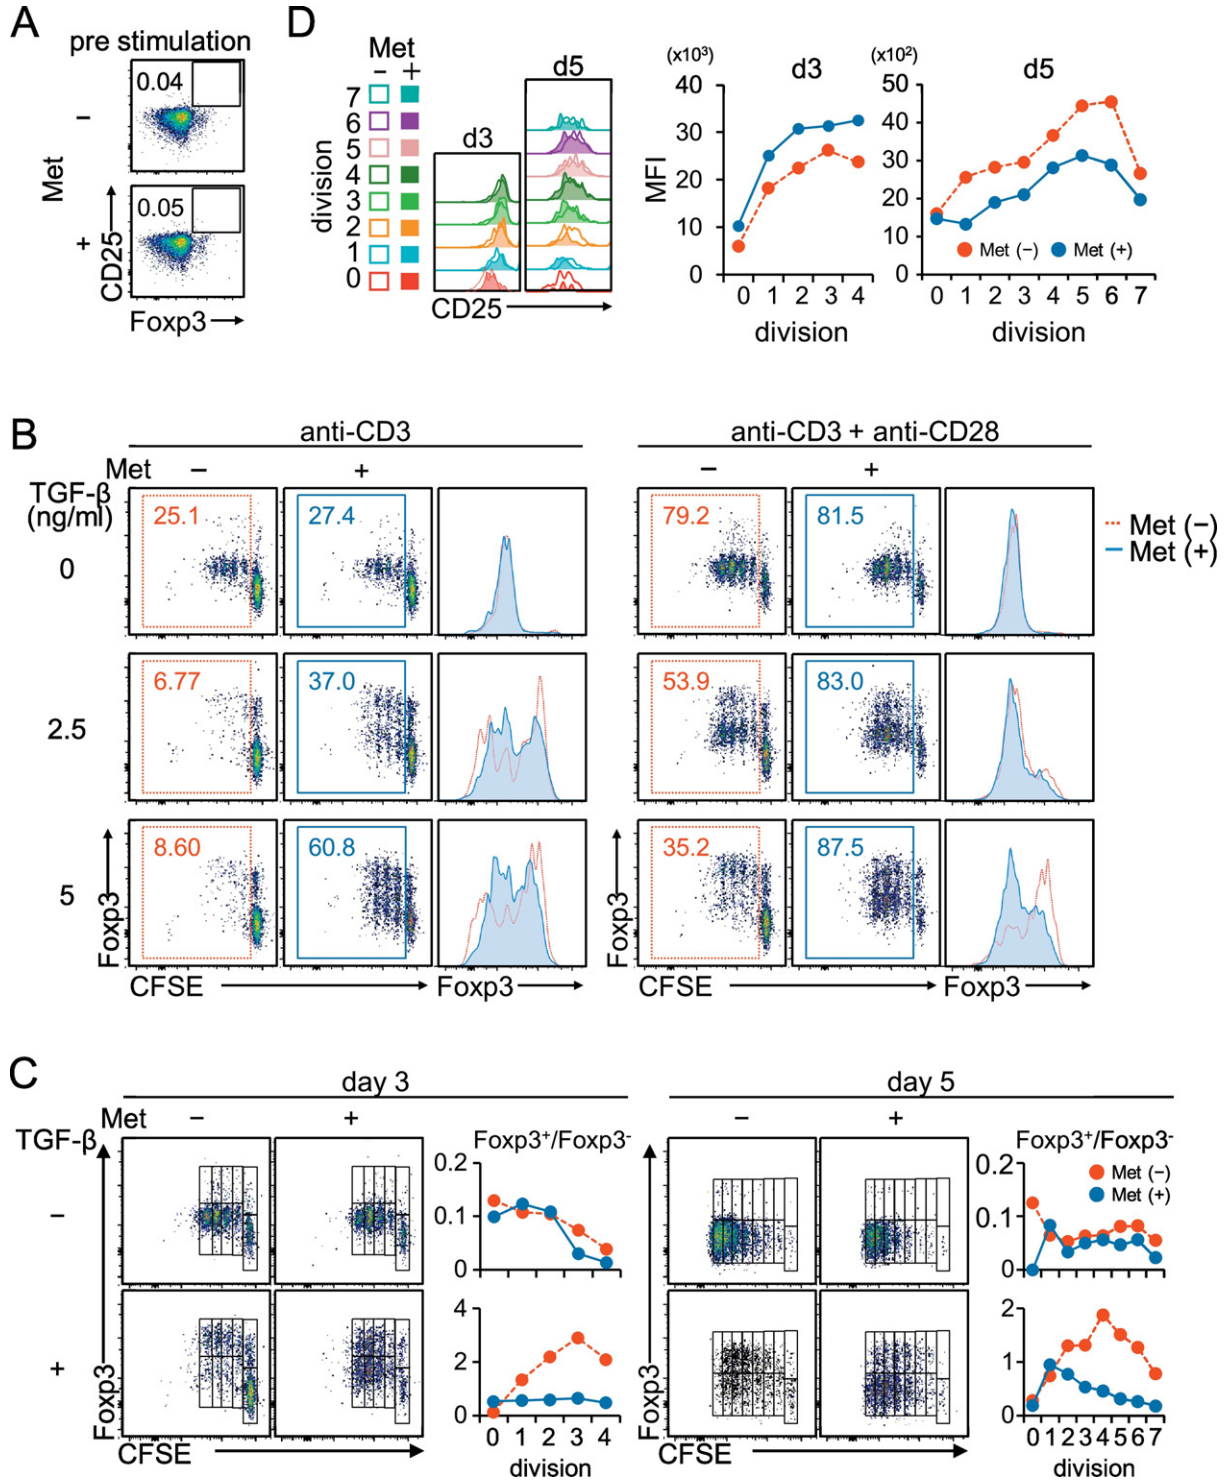 A
pre stimulation
Met
−
0.04
+
0.05
CD25
Foxp3
D
Met
− +
division
7
6
5
4
3
2
1
0
d3
d5
CD25
(x10³)
d3
MFI
40
30
20
10
0
0 1 2 3 4
division
(x10²)
d5
50
40
30
20
10
0
Met (−) Met (+)
0 1 2 3 4 5 6 7
division
B
anti-CD3
anti-CD3 + anti-CD28
Met − +
− +
TGF-β
(ng/ml)
0
25.1
27.4
79.2
81.5
Met (−)
Met (+)
2.5
6.77
37.0
53.9
83.0
5
8.60
60.8
35.2
87.5
Foxp3
CFSE
Foxp3
Foxp3
CFSE
Foxp3
C
day 3
day 5
Met − +
− +
TGF-β
Foxp3⁺/Foxp3⁻
Foxp3⁺/Foxp3⁻
−
0.2
0.1
0
0.2
0.1
0
Met (−)
Met (+)
+
4
2
0
2
1
0
Foxp3
CFSE
0 1 2 3 4
division
Foxp3
CFSE
0 1 2 3 4 5 6 7
division